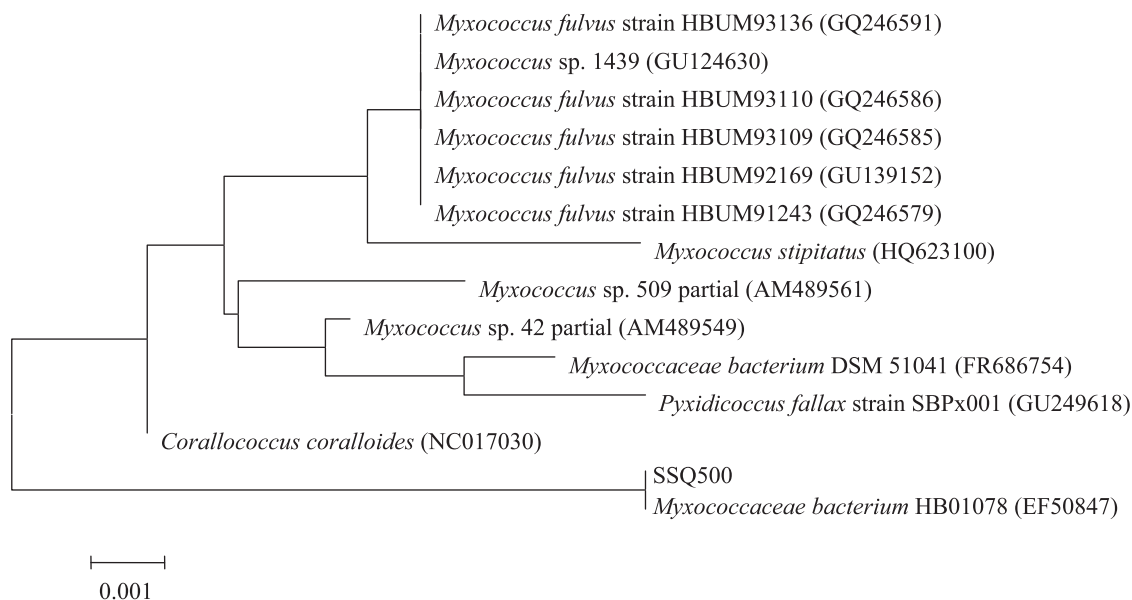 Myxococcus fulvus strain HBUM93136 (GQ246591)
Myxococcus sp. 1439 (GU124630)
Myxococcus fulvus strain HBUM93110 (GQ246586)
Myxococcus fulvus strain HBUM93109 (GQ246585)
Myxococcus fulvus strain HBUM92169 (GU139152)
Myxococcus fulvus strain HBUM91243 (GQ246579)
Myxococcus stipitatus (HQ623100)
Myxococcus sp. 509 partial (AM489561)
Myxococcus sp. 42 partial (AM489549)
Myxococcaceae bacterium DSM 51041 (FR686754)
Pyxidicoccus fallax strain SBPx001 (GU249618)
Corallococcus coralloides (NC017030)
SSQ500
Myxococcaceae bacterium HB01078 (EF50847)
0.001